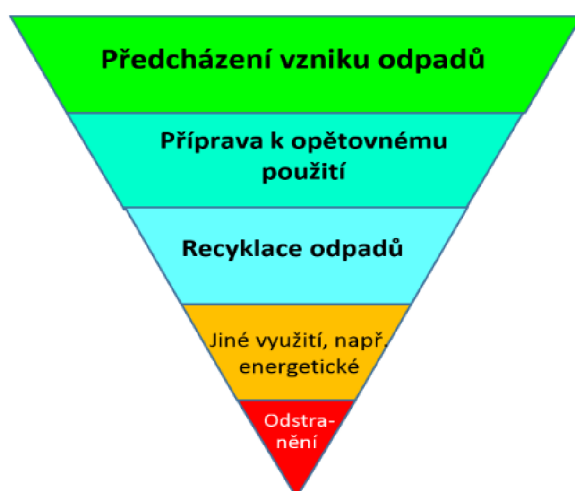 Předcházení vzniku odpadů
Příprava k opětovnému
použití
Recyklace odpadů
Jiné využití, např.
energetické
Odstra-
nění